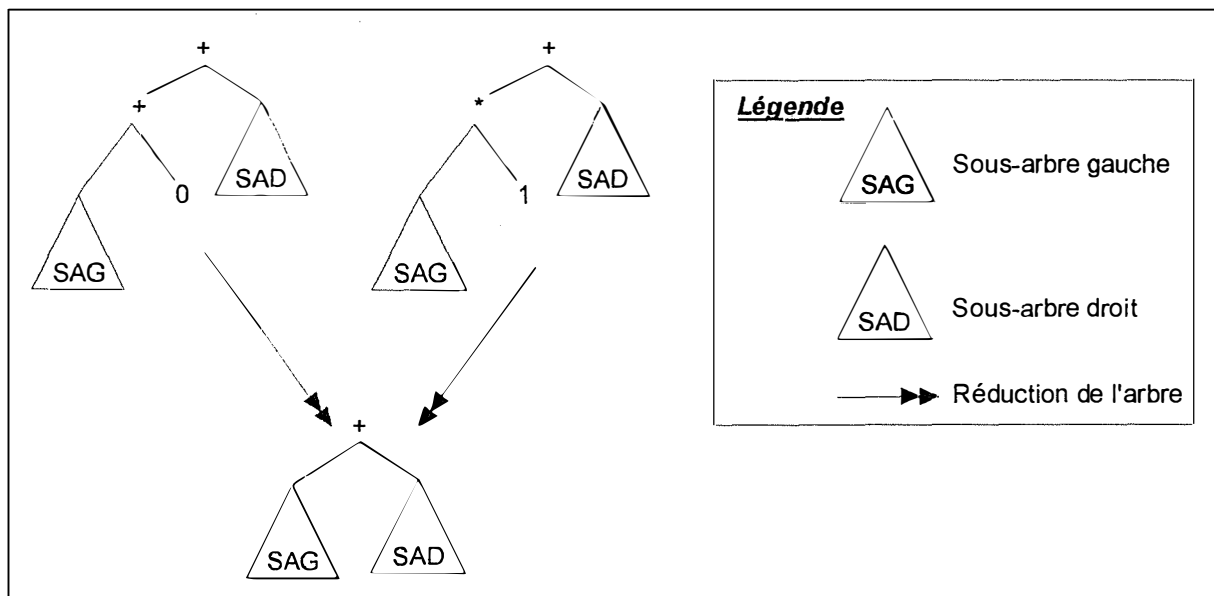 +
+
SAD
0
SAG
+
*
SAD
1
SAG
+
SAG
SAD
Légende
SAG
Sous-arbre gauche
SAD
Sous-arbre droit
Réduction de l'arbre